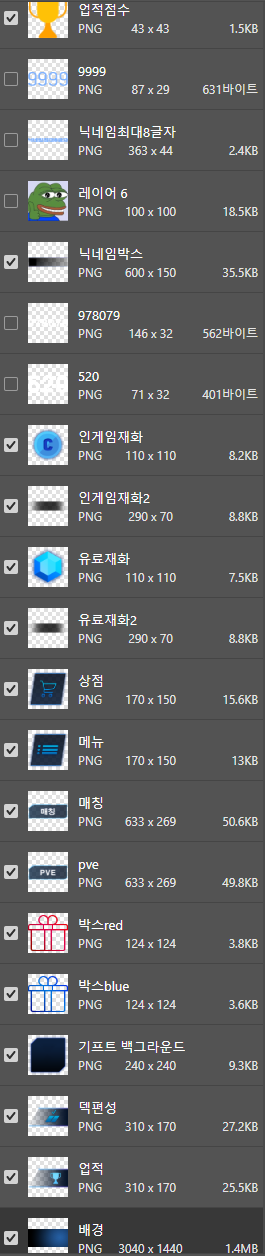 업적점수
PNG 43 x 43 1.5KB
9999
9999
PNG 87 x 29 631바이트
닉네임최대8글자
PNG 363 x 44 2.4KB
레이어 6
PNG 100 x 100 18.5KB
닉네임박스
PNG 600 x 150 35.5KB
978079
PNG 146 x 32 562바이트
520
520
PNG 71 x 32 401바이트
인게임재화
C
PNG 110 x 110 8.2KB
인게임재화2
PNG 290 x 70 8.8KB
유료재화
PNG 110 x 110 7.5KB
유료재화2
PNG 290 x 70 8.8KB
상점
PNG 170 x 150 15.6KB
메뉴
PNG 170 x 150 13KB
매칭
매칭
PNG 633 x 269 50.6KB
pve
PVE
PNG 633 x 269 49.8KB
박스red
PNG 124 x 124 3.8KB
박스blue
PNG 124 x 124 3.6KB
기프트 백그라운드
PNG 240 x 240 9.3KB
덱편성
PNG 310 x 170 27.2KB
업적
PNG 310 x 170 25.5KB
배경
PNG 3040 x 1440 1.4MB